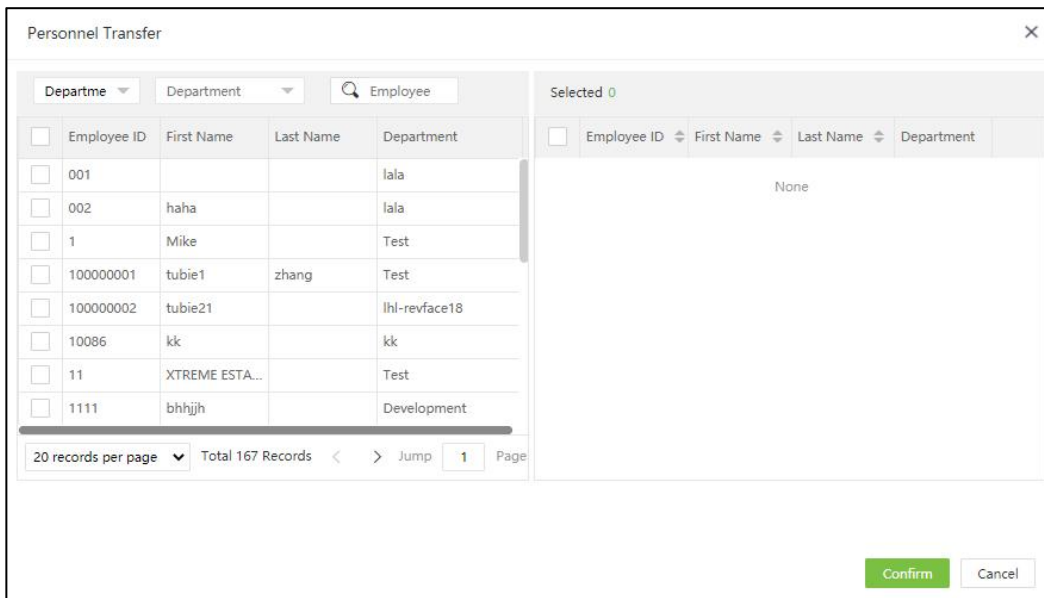 Personnel Transfer
Departme Department Employee
Selected 0
Employee ID First Name Last Name Department
Employee ID First Name Last Name Department
001 lala
None
002 haha lala
1 Mike Test
100000001 tubie1 zhang Test
100000002 tubie21 lhl-revface18
10086 kk kk
11 XTREME ESTA... Test
1111 bhhjjh Development
20 records per page Total 167 Records < > Jump 1 Page
Confirm Cancel